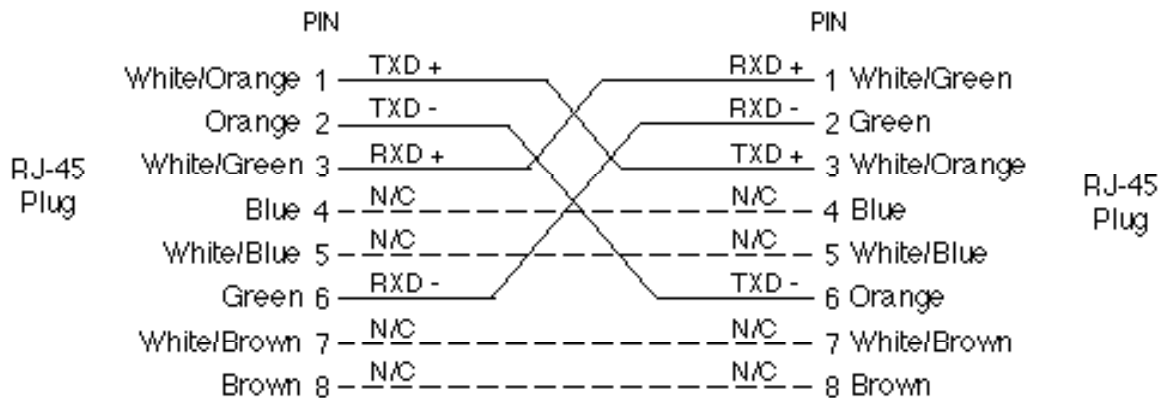 PIN PIN
White/Orange 1 TXD + RXD + 1 White/Green
Orange 2 TXD - RXD - 2 Green
White/Green 3 RXD + TXD + 3 White/Orange
RJ-45 Plug
Blue 4 N/C N/C 4 Blue
RJ-45 Plug
White/Blue 5 N/C N/C 5 White/Blue
Green 6 RXD - TXD - 6 Orange
White/Brown 7 N/C N/C 7 White/Brown
Brown 8 N/C N/C 8 Brown